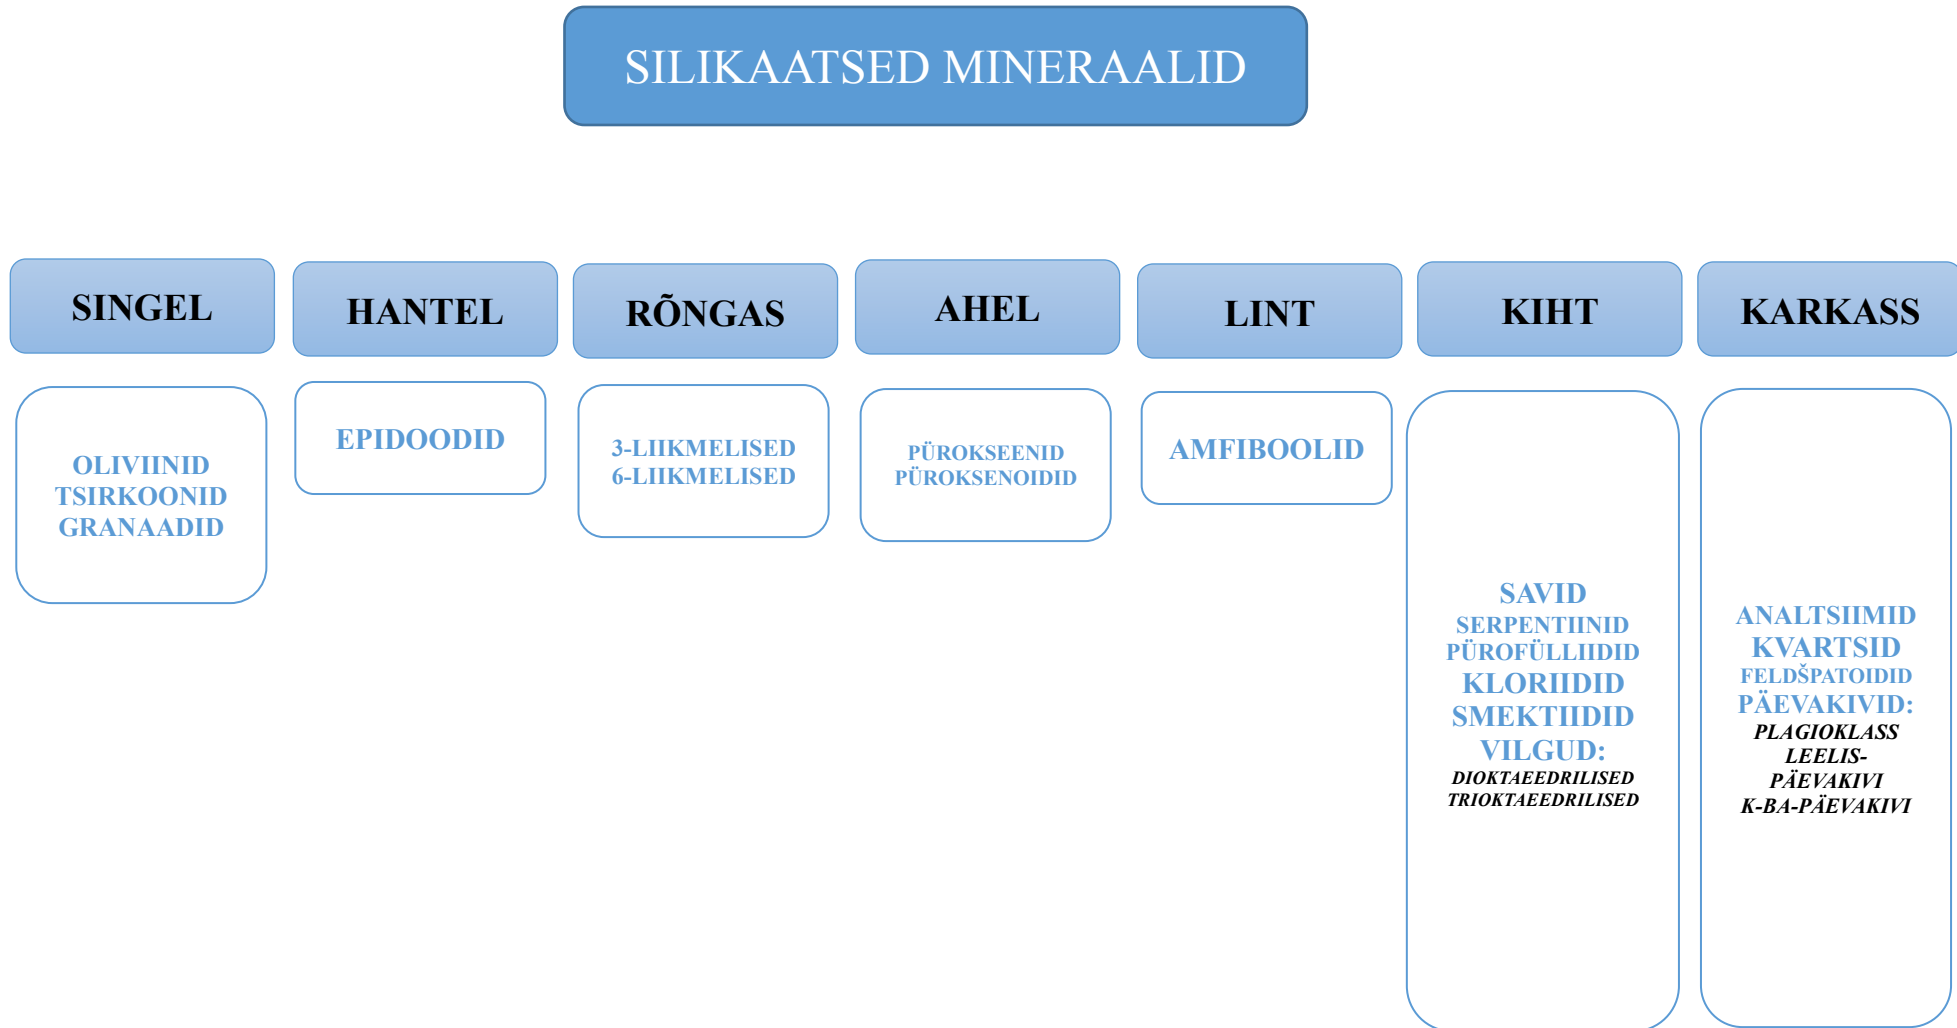 SILIKAATSED MINERAALID
SINGEL
HANTEL
RÕNGAS
AHEL
LINT
KIHT
KARKASS
OLIVIINID
TSIRKOONID
GRANAADID
EPIDOODID
3-LIIKMELISED
6-LIIKMELISED
PÜROKSEENID
PÜROKSENOIDID
AMFIBOOLID
SAVID
SERPENTIINID
PÜROFÜLLIIDID
KLORIIDID
SMEKTIIDID
VILGUD:
DIOKTAEEDRILISED
TRIOKTAEEDRILISED
ANALTSIIMID
KVARTSID
FELDŠPATOIDID
PÄEVAKIVID:
PLAGIOKLASS
LEELIS-
PÄEVAKIVI
K-BA-PÄEVAKIVI